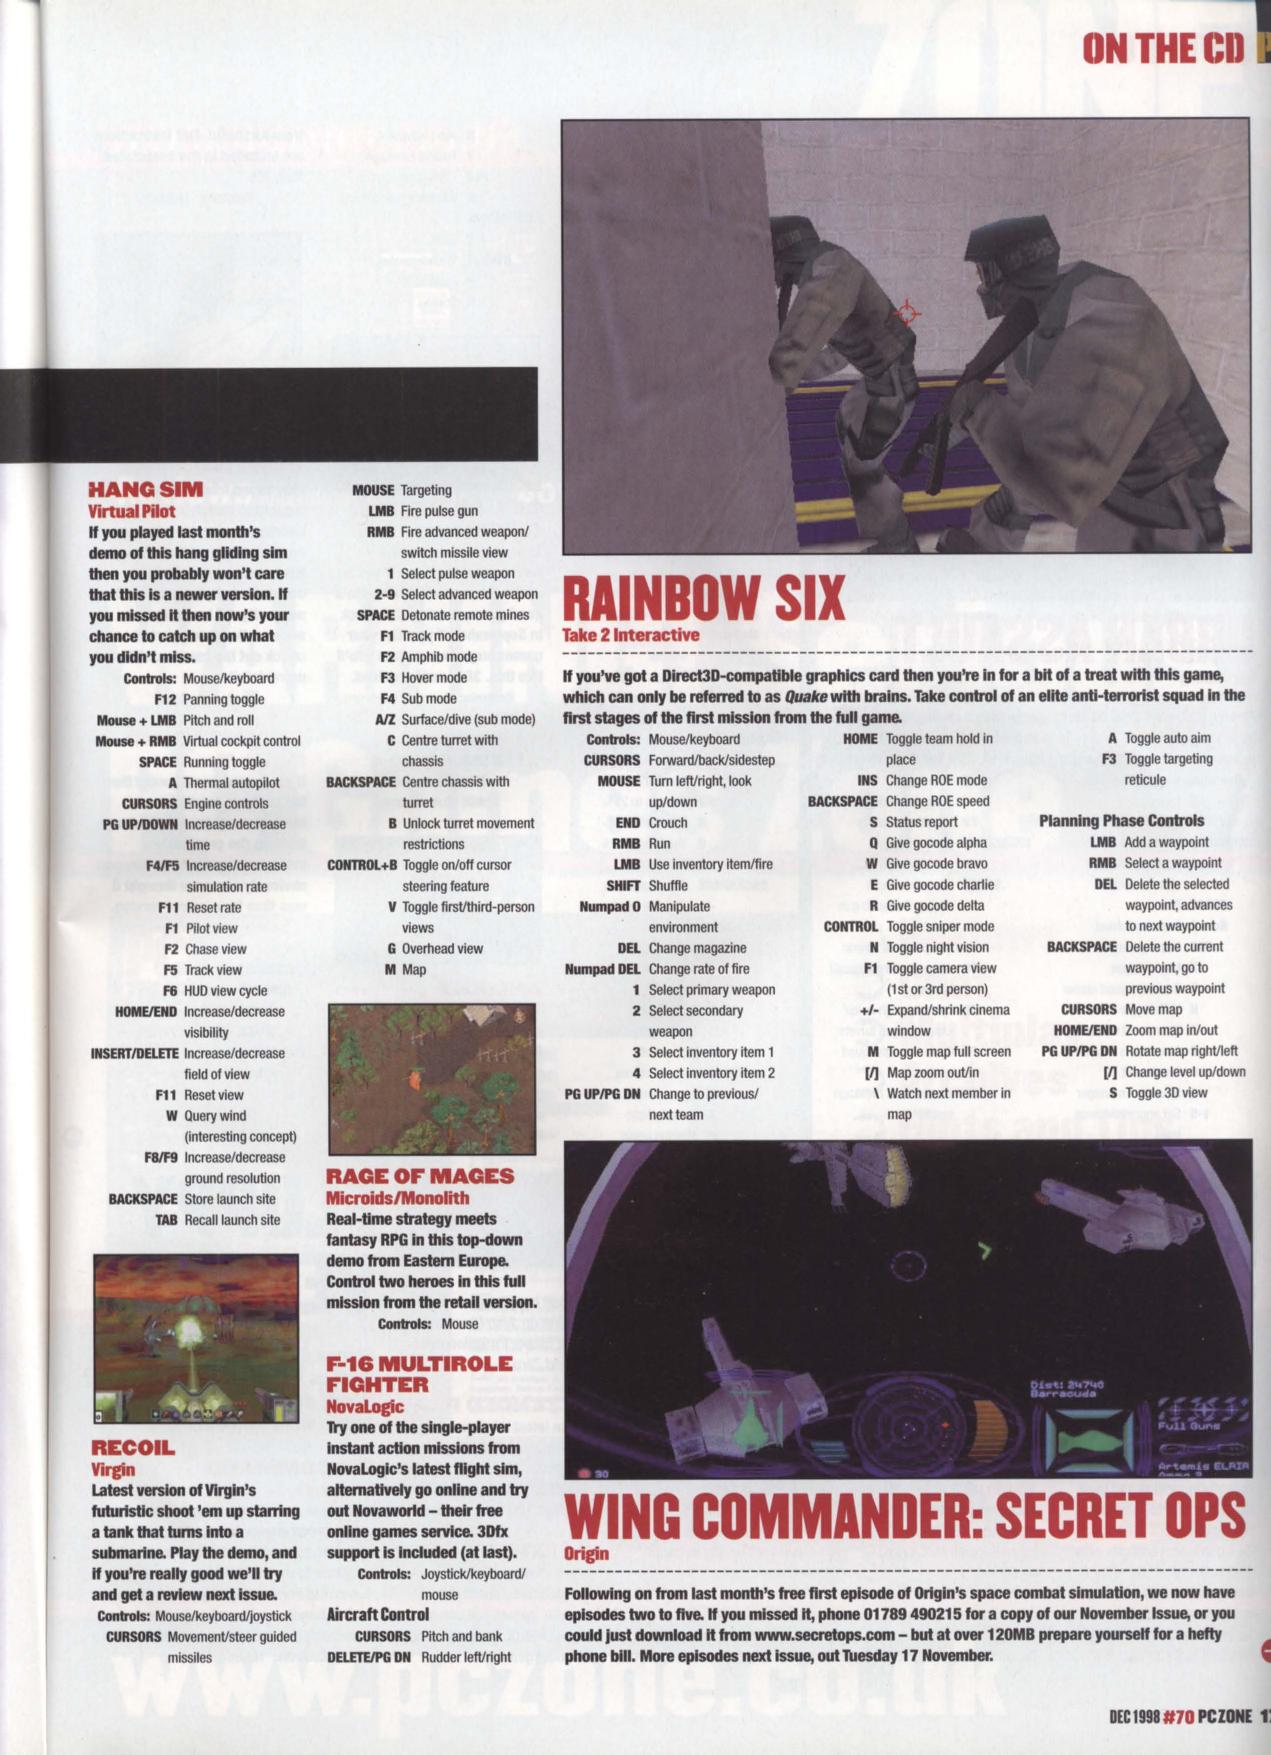 ON THE CD
HANG SIM
Virtual Pilot
If you played last month's
demo of this hang gliding sim
then you probably won't care
that this is a newer version. If
you missed it then now's your
chance to catch up on what
you didn't miss.
Controls: Mouse/keyboard
F12 Panning toggle
Mouse + LMB Pitch and roll
Mouse + RMB Virtual cockpit control
SPACE Running toggle
A Thermal autopilot
CURSORS Engine controls
PG UP/DOWN Increase/decrease
time
F4/F5 Increase/decrease
simulation rate
F11 Reset rate
F1 Pilot view
F2 Chase view
F5 Track view
F6 HUD view cycle
HOME/END Increase/decrease
visibility
INSERT/DELETE Increase/decrease
field of view
F11 Reset view
W Query wind
(interesting concept)
F8/F9 Increase/decrease
ground resolution
BACKSPACE Store launch site
TAB Recall launch site
RECOIL
Virgin
Latest version of Virgin's
futuristic shoot 'em up starring
a tank that turns into a
submarine. Play the demo, and
if you're really good we'll try
and get a review next issue.
Controls: Mouse/keyboard/joystick
CURSORS Movement/steer guided
missiles
MOUSE Targeting
LMB Fire pulse gun
RMB Fire advanced weapon/
switch missile view
1 Select pulse weapon
2-9 Select advanced weapon
SPACE Detonate remote mines
F1 Track mode
F2 Amphib mode
F3 Hover mode
F4 Sub mode
A/Z Surface/dive (sub mode)
C Centre turret with
chassis
BACKSPACE Centre chassis with
turret
B Unlock turret movement
restrictions
CONTROL+B Toggle on/off cursor
steering feature
V Toggle first/third-person
views
G Overhead view
M Map
RAGE OF MAGES
Microids/Monolith
Real-time strategy meets
fantasy RPG in this top-down
demo from Eastern Europe.
Control two heroes in this full
mission from the retail version.
Controls: Mouse
F-16 MULTIROLE
FIGHTER
NovaLogic
Try one of the single-player
instant action missions from
NovaLogic's latest flight sim,
alternatively go online and try
out Novaworld – their free
online games service. 3Dfx
support is included (at last).
Controls: Joystick/keyboard/
mouse
Aircraft Control
CURSORS Pitch and bank
DELETE/PG DN Rudder left/right
RAINBOW SIX
Take 2 Interactive
If you've got a Direct3D-compatible graphics card then you're in for a bit of a treat with this game,
which can only be referred to as Quake with brains. Take control of an elite anti-terrorist squad in the
first stages of the first mission from the full game.
Controls: Mouse/keyboard
CURSORS Forward/back/sidestep
MOUSE Turn left/right, look
up/down
END Crouch
RMB Run
LMB Use inventory item/fire
SHIFT Shuffle
Numpad 0 Manipulate
environment
DEL Change magazine
Numpad DEL Change rate of fire
1 Select primary weapon
2 Select secondary
weapon
3 Select inventory item 1
4 Select inventory item 2
PG UP/PG DN Change to previous/
next team
HOME Toggle team hold in
place
INS Change ROE mode
BACKSPACE Change ROE speed
S Status report
Q Give gocode alpha
W Give gocode bravo
E Give gocode charlie
R Give gocode delta
CONTROL Toggle sniper mode
N Toggle night vision
F1 Toggle camera view
(1st or 3rd person)
+/- Expand/shrink cinema
window
M Toggle map full screen
[/] Map zoom out/in
\ Watch next member in
map
A Toggle auto aim
F3 Toggle targeting
reticule
Planning Phase Controls
LMB Add a waypoint
RMB Select a waypoint
DEL Delete the selected
waypoint, advances
to next waypoint
BACKSPACE Delete the current
waypoint, go to
previous waypoint
CURSORS Move map
HOME/END Zoom map in/out
PG UP/PG DN Rotate map right/left
[/] Change level up/down
S Toggle 3D view
Dist: 24740
Barracuda
Full Guns
Artemis ELRIA
30
WING COMMANDER: SECRET OPS
Origin
Following on from last month's free first episode of Origin's space combat simulation, we now have
episodes two to five. If you missed it, phone 01789 490215 for a copy of our November Issue, or you
could just download it from www.secretops.com – but at over 120MB prepare yourself for a hefty
phone bill. More episodes next issue, out Tuesday 17 November.
DEC 1998 #70 PC ZONE